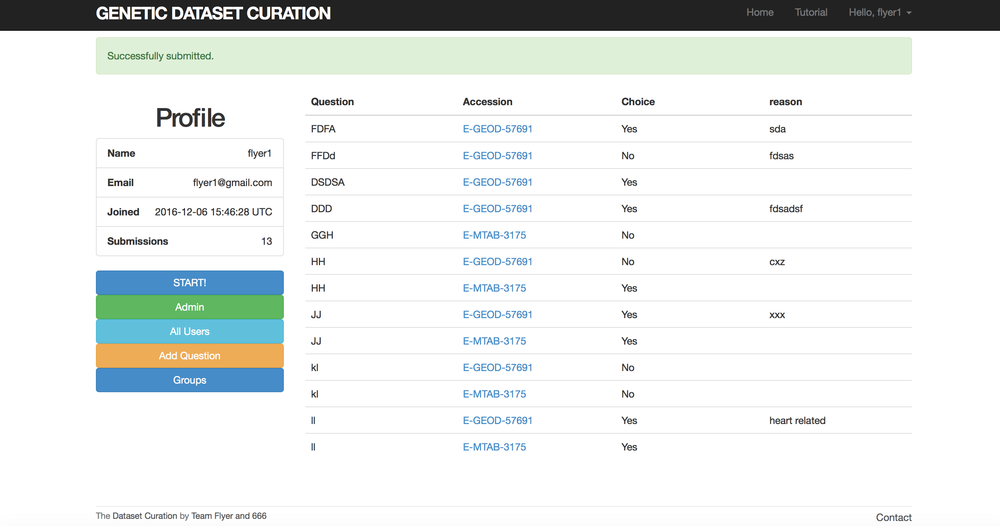 GENETIC DATASET CURATION
Home Tutorial Hello, flyer1
Successfully submitted.
Profile
Name flyer1
Email flyer1@gmail.com
Joined 2016-12-06 15:46:28 UTC
Submissions 13
START!
Admin
All Users
Add Question
Groups
Question Accession Choice reason
FDFA E-GEOD-57691 Yes sda
FFDd E-GEOD-57691 No fdsas
DSDSA E-GEOD-57691 Yes
DDD E-GEOD-57691 Yes fdsadsf
GGH E-MTAB-3175 No
HH E-GEOD-57691 No cxz
HH E-MTAB-3175 Yes
JJ E-GEOD-57691 Yes xxx
JJ E-MTAB-3175 Yes
kl E-GEOD-57691 No
kl E-MTAB-3175 No
ll E-GEOD-57691 Yes heart related
ll E-MTAB-3175 Yes
The Dataset Curation by Team Flyer and 666
Contact